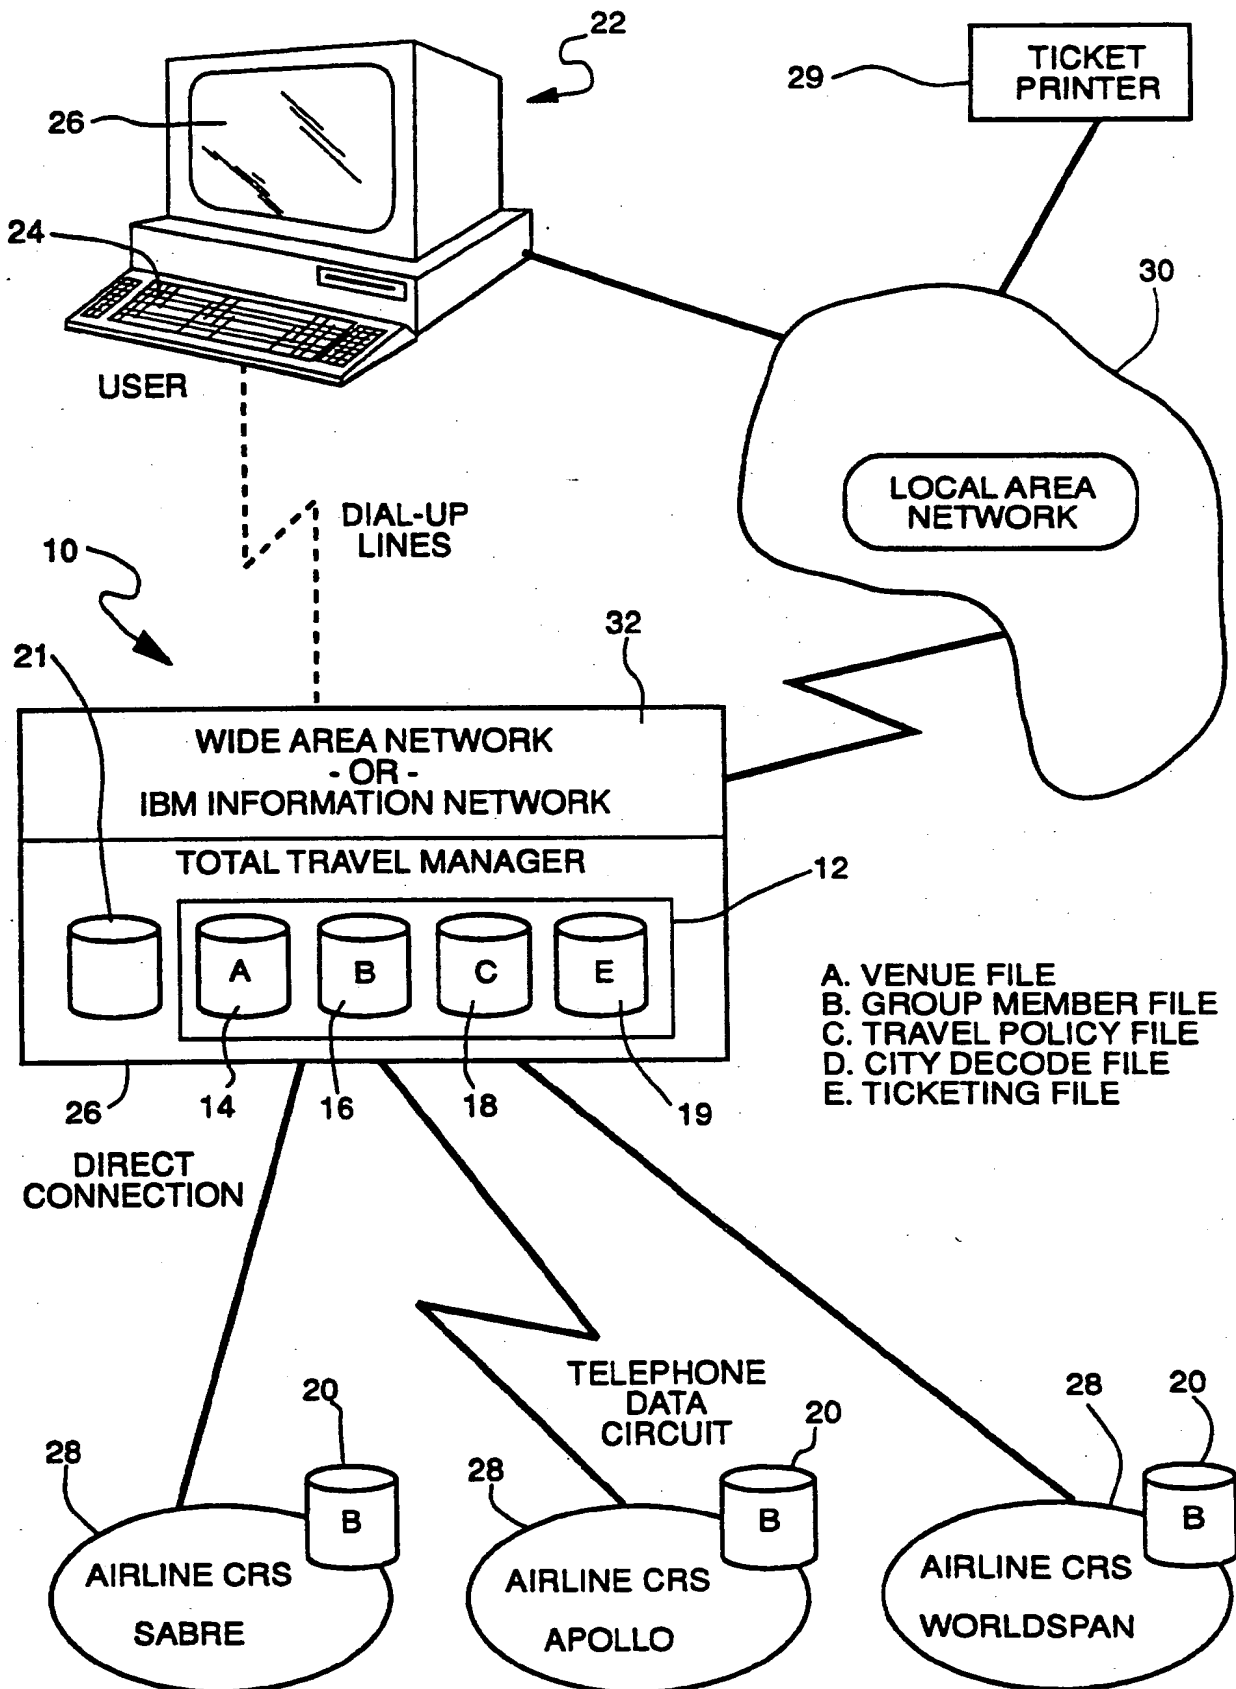 22
TICKET
PRINTER
29
26
24
30
USER
LOCAL AREA
NETWORK
DIAL-UP
LINES
10
32
21
WIDE AREA NETWORK
- OR -
IBM INFORMATION NETWORK
TOTAL TRAVEL MANAGER
12
A
B
C
E
A. VENUE FILE
B. GROUP MEMBER FILE
C. TRAVEL POLICY FILE
D. CITY DECODE FILE
E. TICKETING FILE
26
14
16
18
19
DIRECT
CONNECTION
TELEPHONE
DATA
CIRCUIT
20
20
28
20
28
28
B
B
B
AIRLINE CRS
SABRE
AIRLINE CRS
APOLLO
AIRLINE CRS
WORLDSPAN